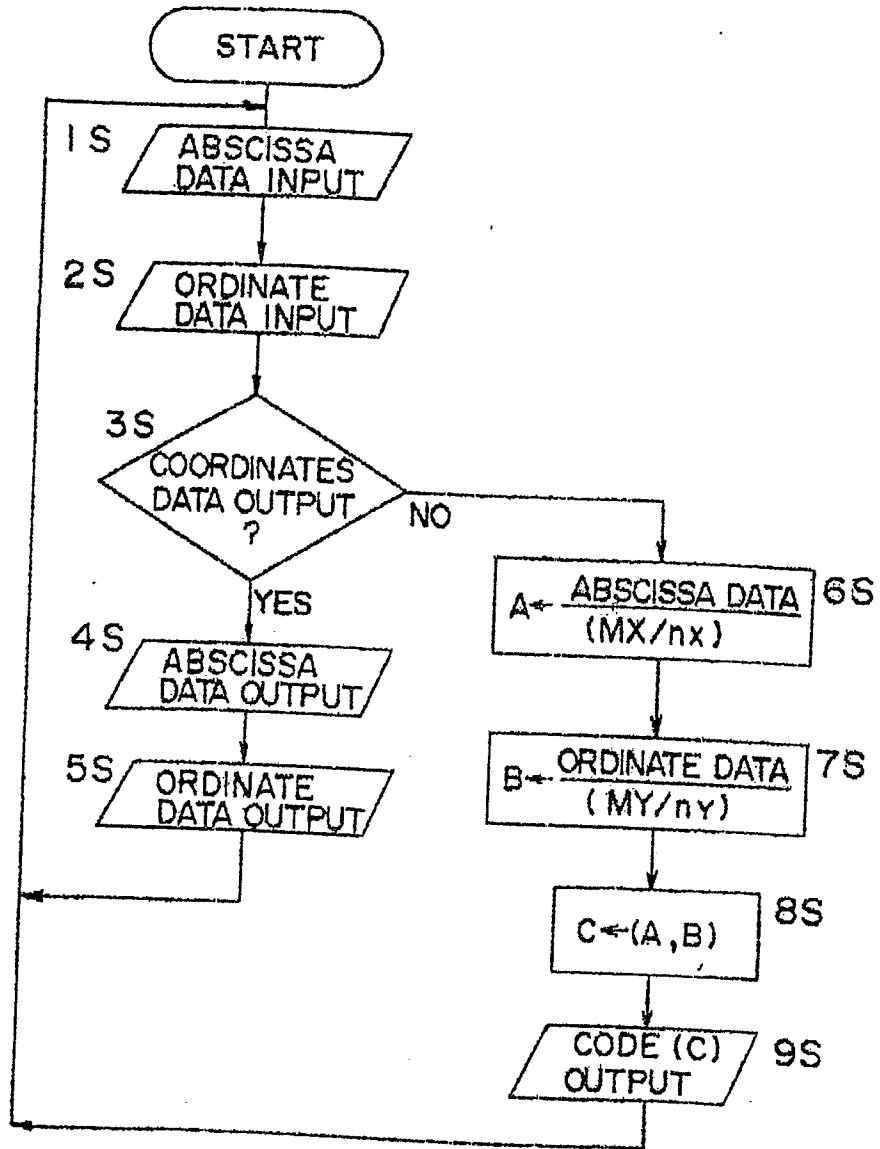 START
1S
ABSCISSA
DATA INPUT
2S
ORDINATE
DATA INPUT
3S
COORDINATES
DATA OUTPUT
?
NO
YES
4S
ABSCISSA
DATA OUTPUT
5S
ORDINATE
DATA OUTPUT
A← ABSCISSA DATA
(MX/nx)
6S
B← ORDINATE DATA
(MY/nY)
7S
C←(A,B)
8S
CODE (C)
OUTPUT
9S